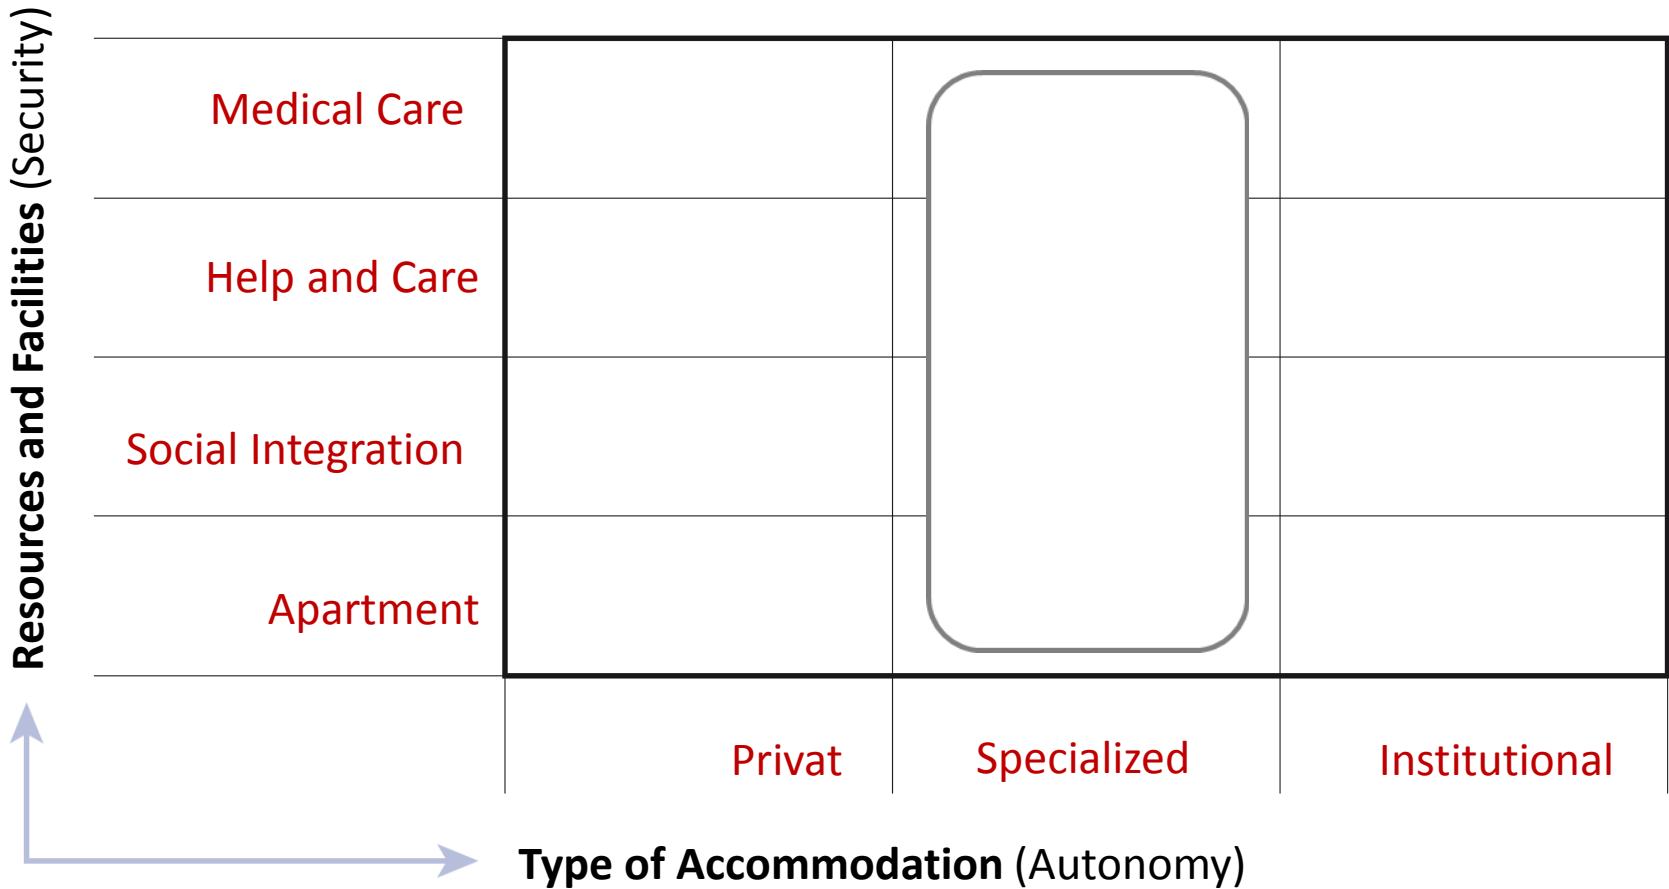 Resources and Facilities (Security)
Medical Care
Help and Care
Social Integration
Apartment
Privat
Specialized
Institutional
Type of Accommodation (Autonomy)